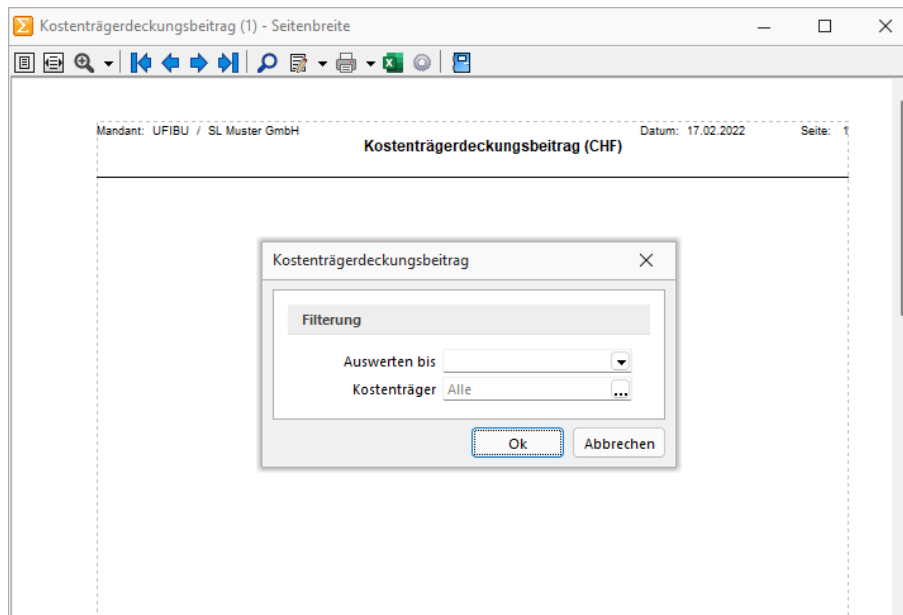 Kostenträgerdeckungsbeitrag (1) - Seitenbreite
Mandant: UFIBU / SL Muster GmbH Datum: 17.02.2022 Seite: 1
Kostenträgerdeckungsbeitrag (CHF)
Kostenträgerdeckungsbeitrag
Filterung
Auswerten bis
Kostenträger Alle
Ok Abbrechen